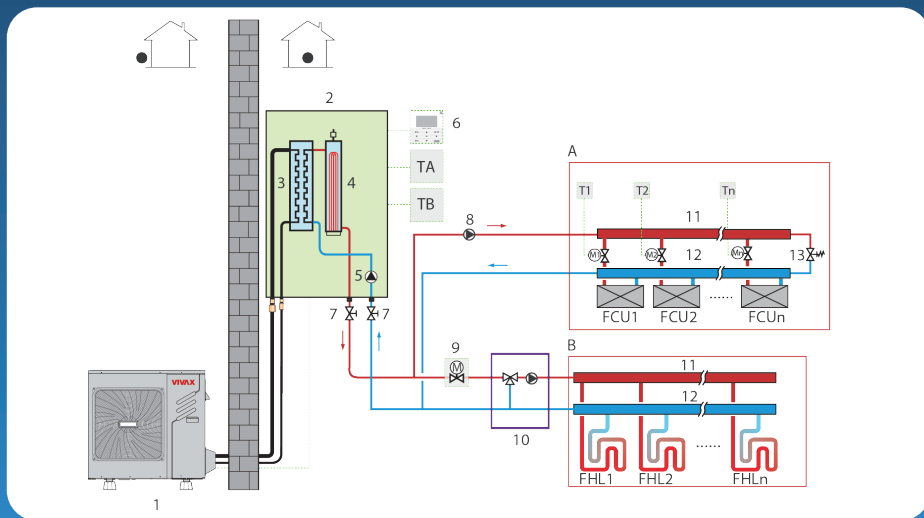 2
6
TA
TB
3
4
5
7
7
8
A
T1
T2
Tn
11
M1
M2
Mn
12
13
FCU1
FCU2
......
FCUn
9
M
10
B
11
12
......
FHL1
FHL2
FHLn
VIVAX
1